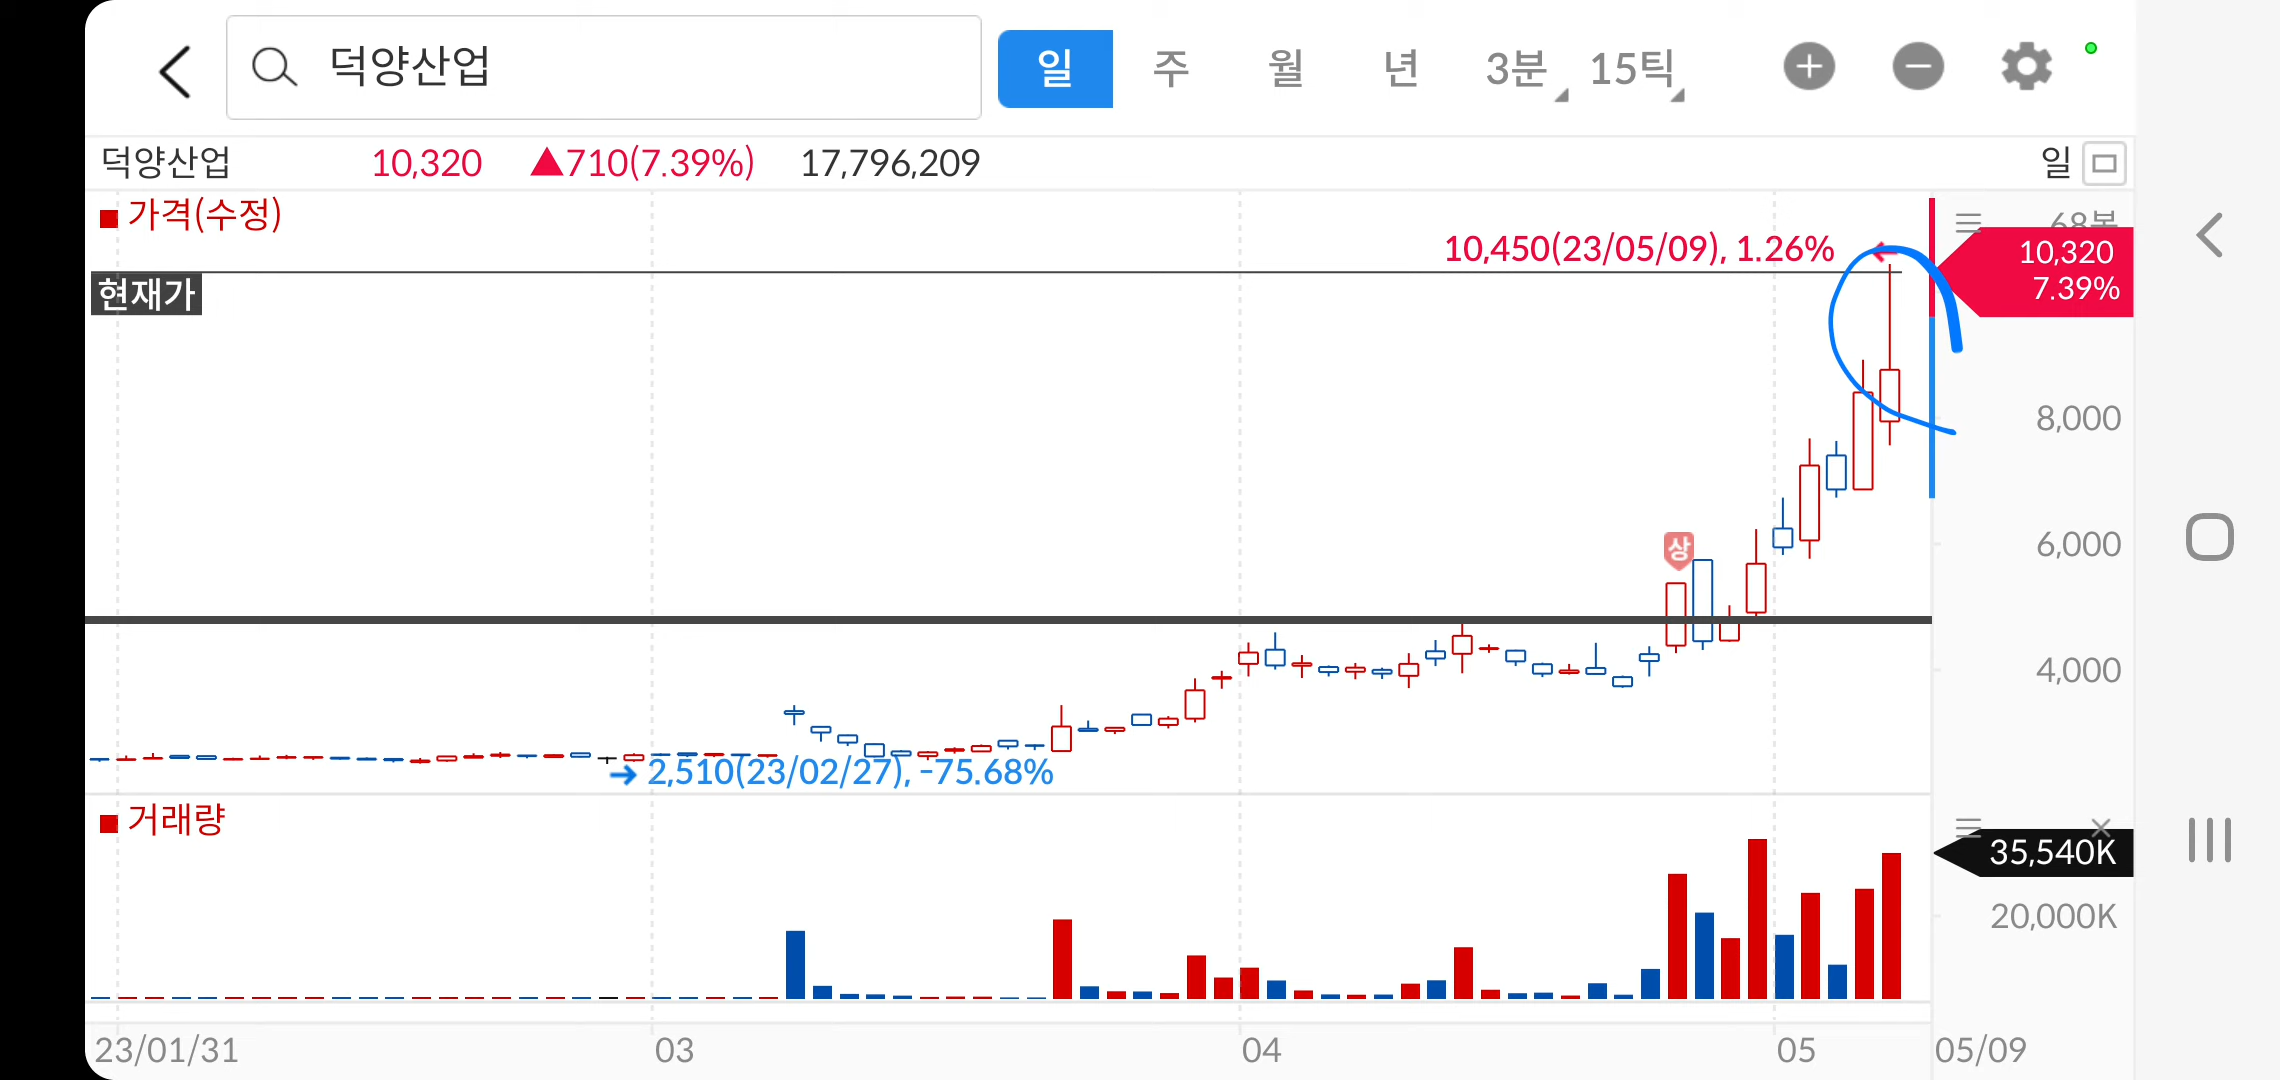 덕양산업
일 주 월 년 3분 15틱
덕양산업 10,320 ▲710(7.39%) 17,796,209 일
가격(수정)
68봉
10,450(23/05/09), 1.26%
10,320
7.39%
현재가
8,000
6,000
상
4,000
2,510(23/02/27), -75.68%
거래량
35,540K
20,000K
23/01/31 03 04 05 05/09